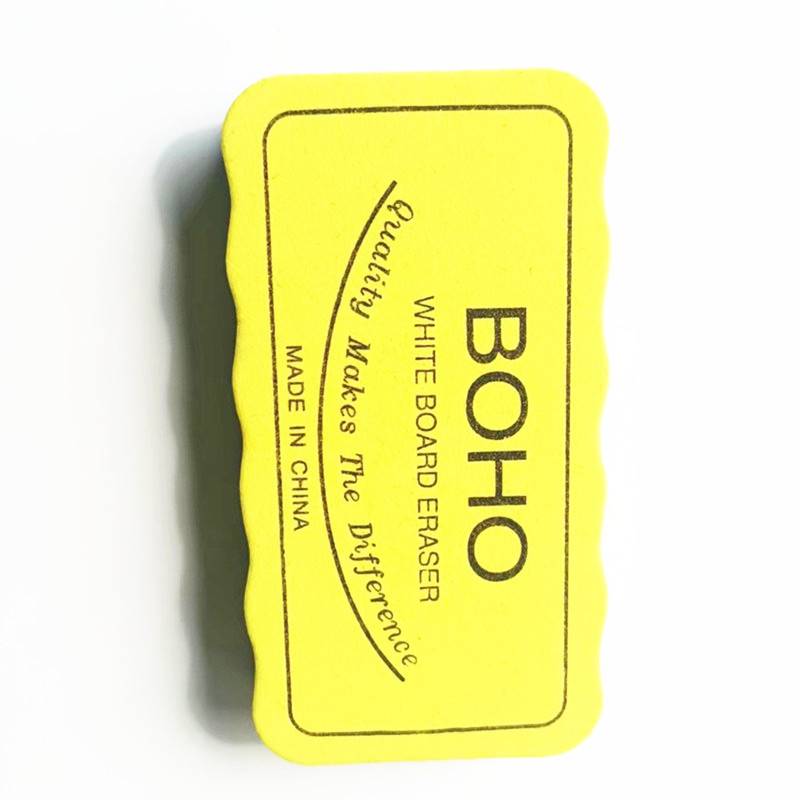 BOHO
WHITE BOARD ERASER
Quality Makes The Difference
MADE IN CHINA